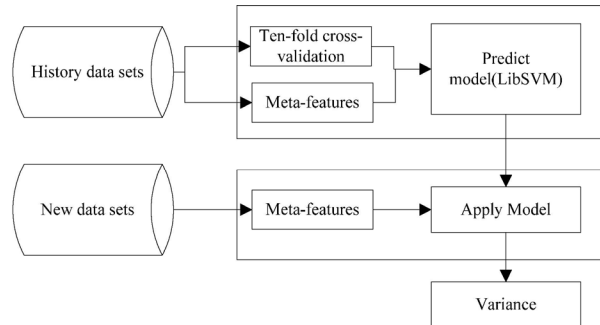 History data sets
Ten-fold cross-
validation
Meta-features
Predict
model(LibSVM)
New data sets
Meta-features
Apply Model
Variance